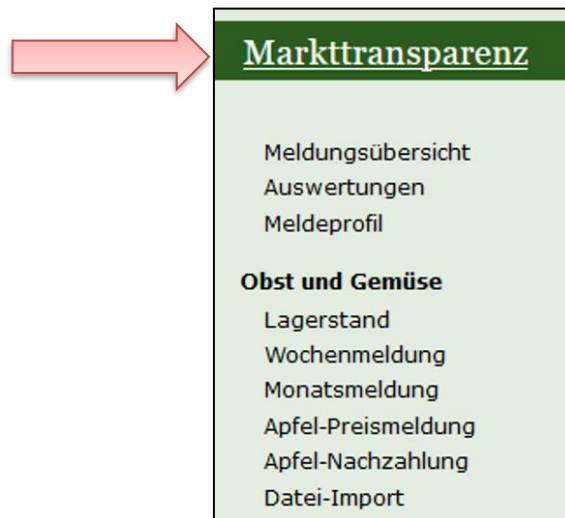 Markttransparenz
Meldungsübersicht
Auswertungen
Meldeprofil
Obst und Gemüse
Lagerstand
Wochenmeldung
Monatsmeldung
Apfel-Preismeldung
Apfel-Nachzahlung
Datei-Import